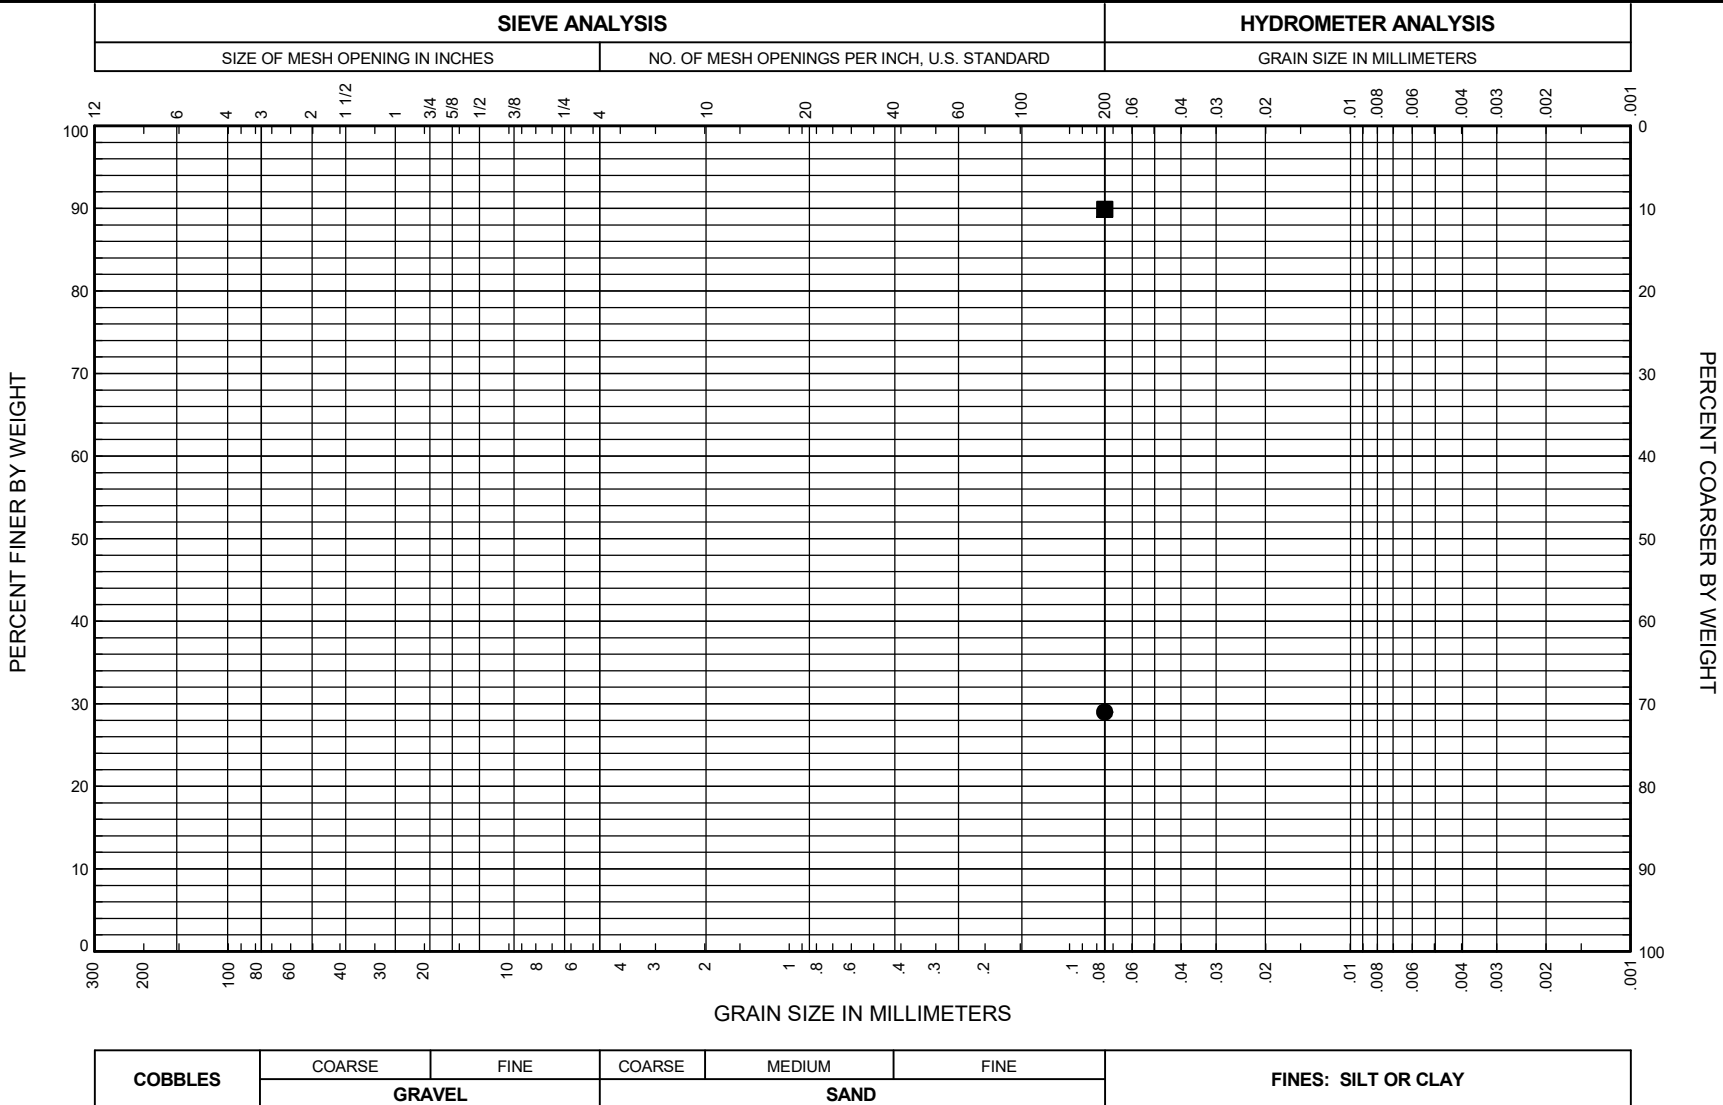 SIEVE ANALYSIS HYDROMETER ANALYSIS
SIZE OF MESH OPENING IN INCHES NO. OF MESH OPENINGS PER INCH, U.S. STANDARD GRAIN SIZE IN MILLIMETERS
12 6 4 3 2 1 1/2 1 3/4 5/8 1/2 3/8 1/4 4 10 20 40 60 100 200 .06 .04 .03 .02 .01 .008 .006 .004 .003 .002 .001
100 0
90 10
80 20
70 30
60 40
50 50
40 60
30 70
20 80
10 90
0 100
PERCENT FINER BY WEIGHT
PERCENT COARSER BY WEIGHT
300 200 100 80 60 40 30 20 10 8 6 4 3 2 1 .8 .6 .4 .3 .2 .1 .08 .06 .04 .03 .02 .01 .008 .006 .004 .003 .002 .001
GRAIN SIZE IN MILLIMETERS
COBBLES COARSE FINE COARSE MEDIUM FINE FINES: SILT OR CLAY
GRAVEL SAND